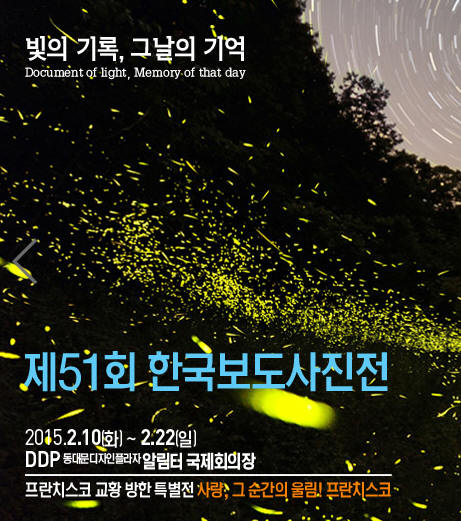 빛의 기록, 그날의 기억
Document of light, Memory of that day
제51회 한국보도사진전
2015.2.10(화) ~ 2.22(일)
DDP 동대문디자인플라자 알림터 국제회의장
프란치스코 교황 방한 특별전 사랑, 그 순간의 울림! 프란치스코